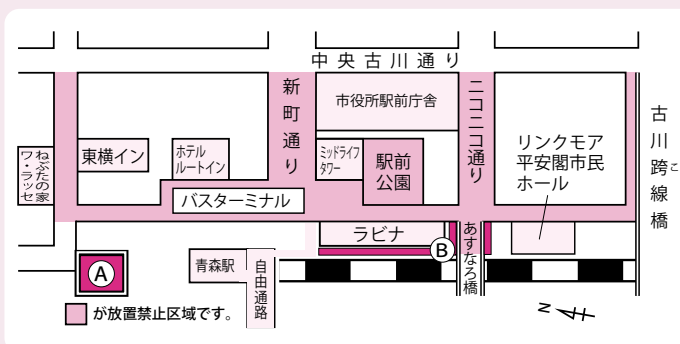 中央古川通り
新町通り
市役所駅前庁舎
ニコニコ通り
古川跨線橋
こ
ねぶたの家
ワ・ラッセ
東横イン
ホテル
ルートイン
ミッドライフ
タワー
駅前
公園
リンクモア
平安閣市民
ホール
バスターミナル
ラビナ
あすなろ橋
B
A
青森駅
自由通路
が放置禁止区域です。
N